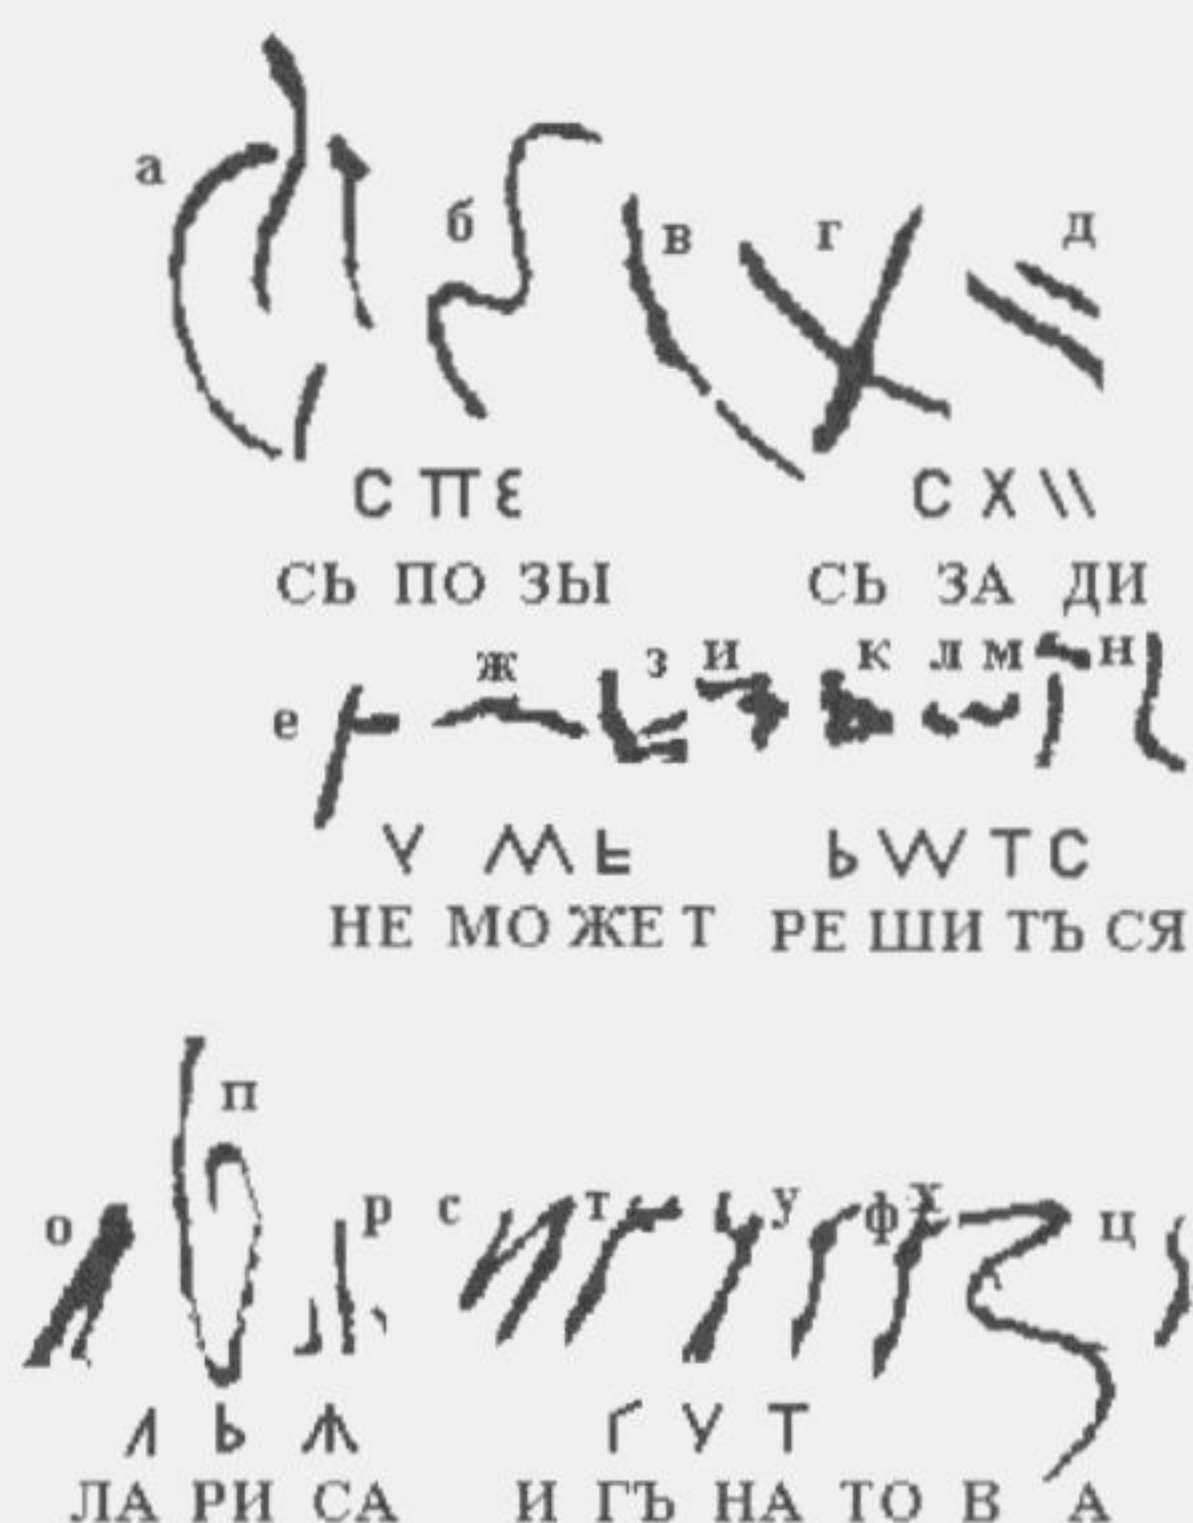 а б в г д
С П Ɛ С Х \\
СЬ ПО ЗЫ СЬ ЗА ДИ
е ж з и к л м н
НЕ МО ЖЕ Т РЕ ШИ ТЪ СЯ
о п р с т у ф х ц
Л Ь Ж Ґ У Т
ЛА РИ СА И ГЪ НА ТО В А